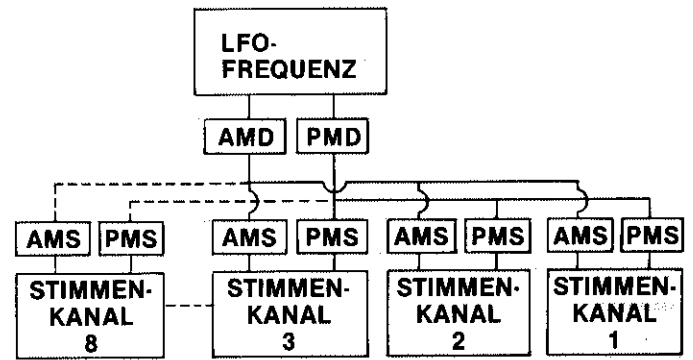 LFO-
FREQUENZ
AMD PMD
AMS PMS AMS PMS AMS PMS AMS PMS
STIMMEN-
KANAL
8
STIMMEN-
KANAL
3
STIMMEN-
KANAL
2
STIMMEN-
KANAL
1